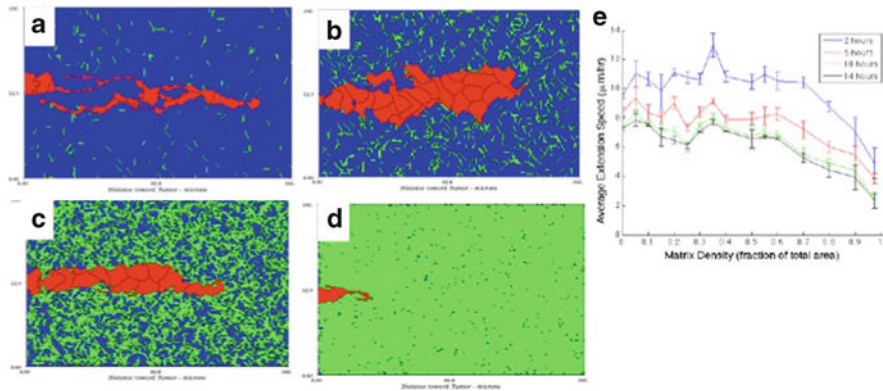 a
b
Distance toward Tumor - microns
Distance toward Tumor - microns
c
d
Distance toward Tumor - microns
Distance toward Tumor - microns
e
Average Extension Speed (μm/hr)
14
12
10
8
6
4
2
0
2 hours
5 hours
10 hours
14 hours
0 0.1 0.2 0.3 0.4 0.5 0.6 0.7 0.8 0.9 1
Matrix Density (fraction of total area)